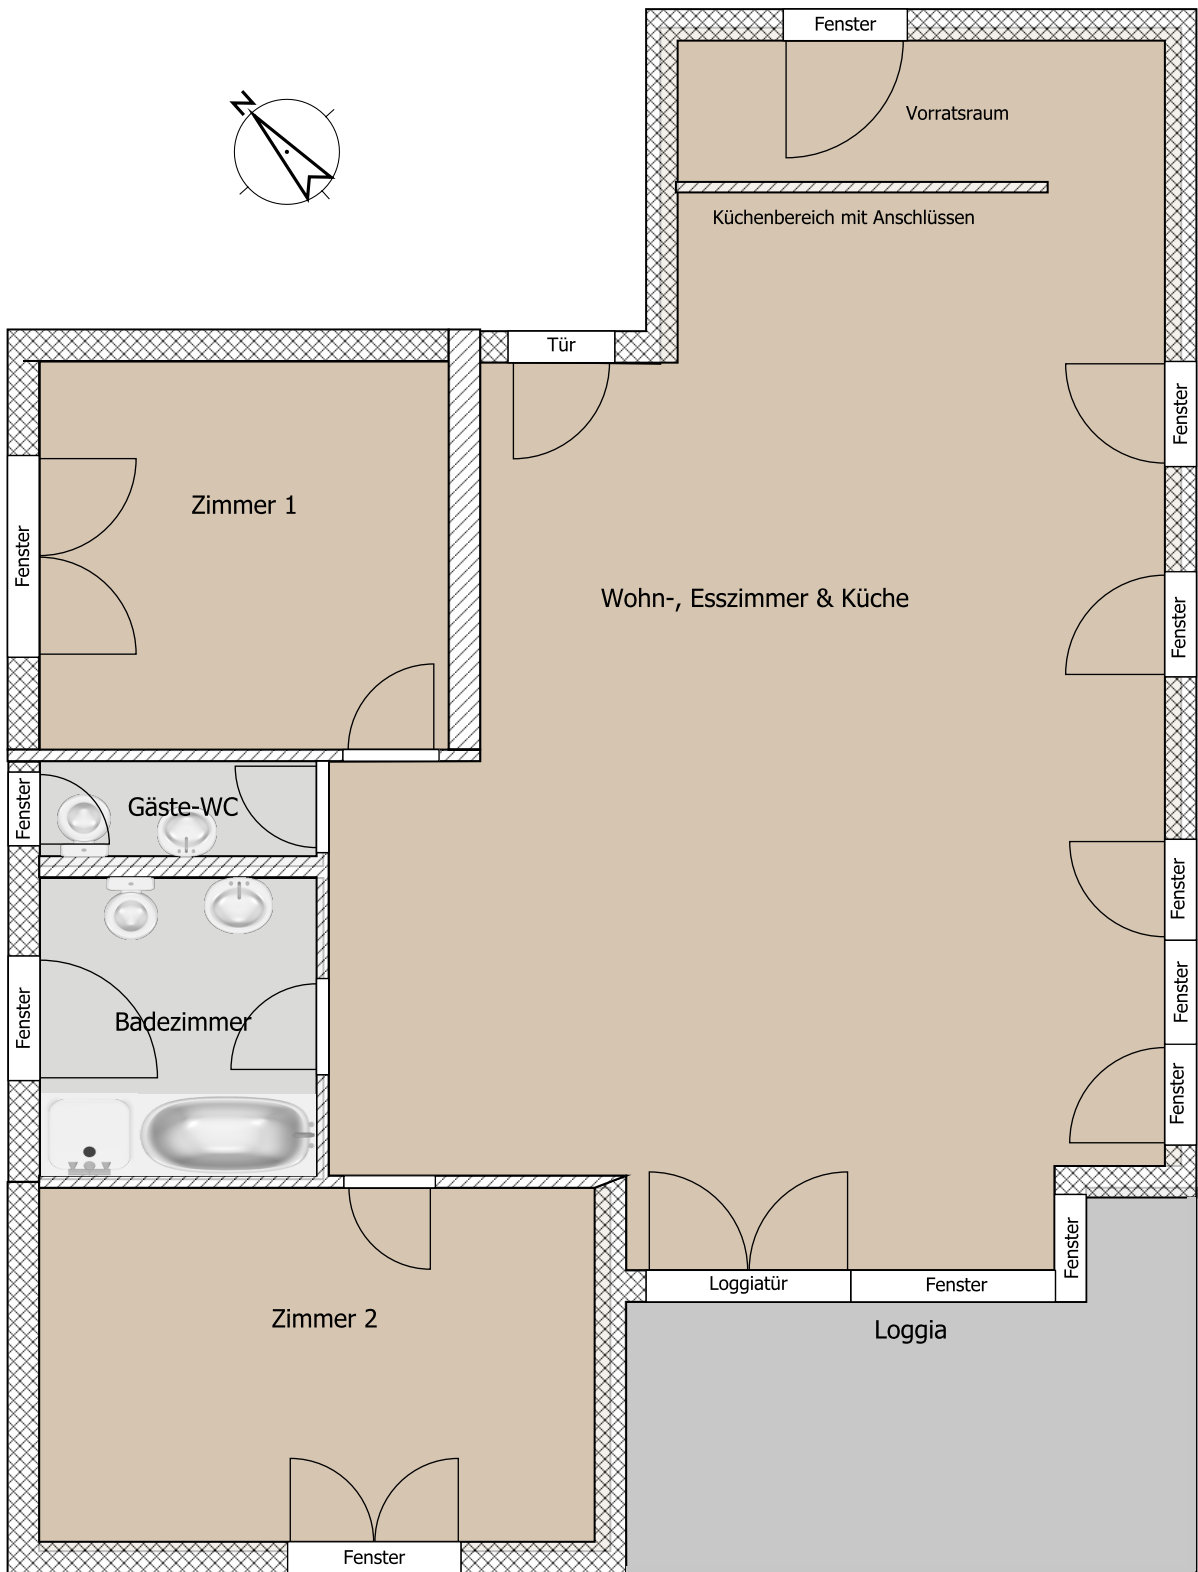 Fenster
N
Vorratsraum
Küchenbereich mit Anschlüssen
Tür
Fenster
Zimmer 1
Fenster
Wohn-, Esszimmer & Küche
Fenster
Fenster
Gäste-WC
Fenster
Fenster
Badezimmer
Fenster
Fenster
Fenster
Loggiatür
Fenster
Zimmer 2
Loggia
Fenster